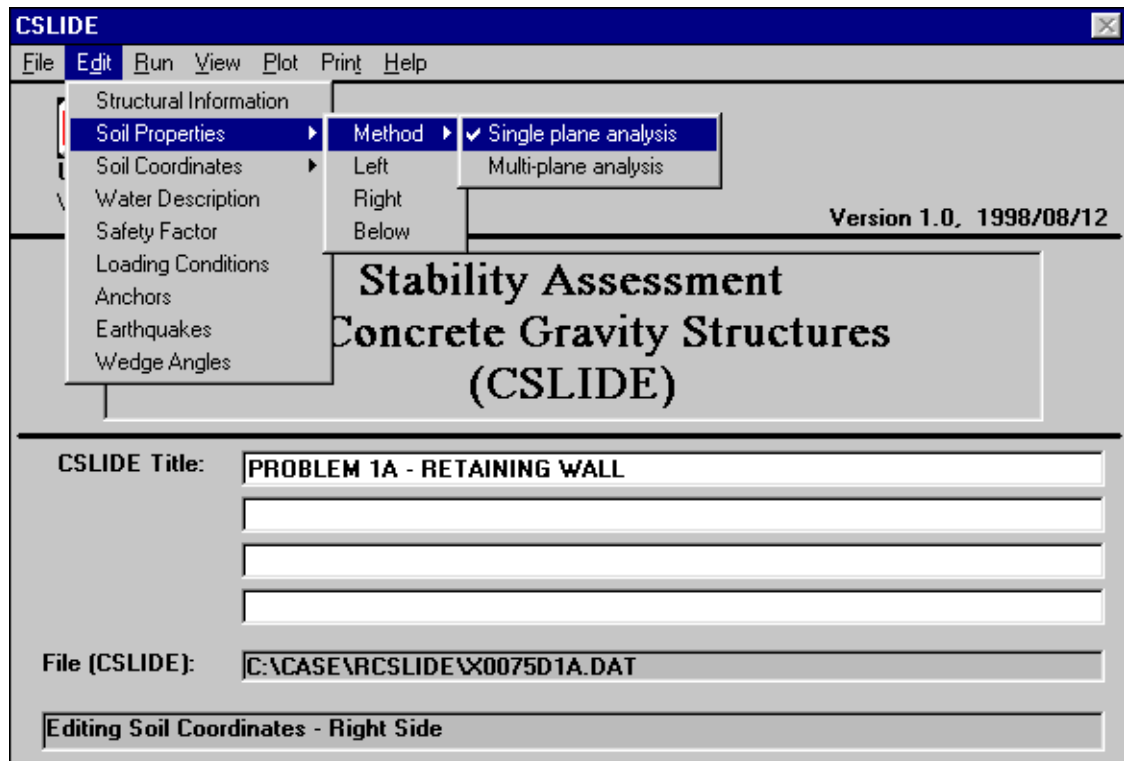 CSLIDE
File Edit Run View Plot Print Help
Structural Information
Soil Properties
Soil Coordinates
Water Description
Safety Factor
Loading Conditions
Anchors
Earthquakes
Wedge Angles
Method
Left
Right
Below
Single plane analysis
Multi-plane analysis
Version 1.0, 1998/08/12
Stability Assessment
Concrete Gravity Structures
(CSLIDE)
CSLIDE Title: PROBLEM 1A - RETAINING WALL
File (CSLIDE): C:\CASE\RCSLIDE\X0075D1A.DAT
Editing Soil Coordinates - Right Side